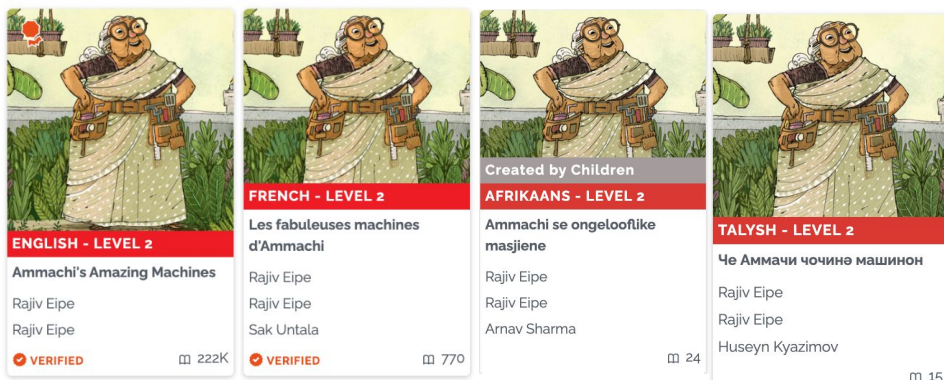 ENGLISH - LEVEL 2
Ammachi's Amazing Machines
Rajiv Eipe
Rajiv Eipe
VERIFIED 222K
FRENCH - LEVEL 2
Les fabuleuses machines
d'Ammachi
Rajiv Eipe
Rajiv Eipe
Sak Untala
VERIFIED 770
Created by Children
AFRIKAANS - LEVEL 2
Ammachi se ongelooflike
masjiene
Rajiv Eipe
Rajiv Eipe
Arnav Sharma
24
TALYSH - LEVEL 2
Че Аммачи чочинә машинон
Rajiv Eipe
Rajiv Eipe
Huseyn Kyazimov
15